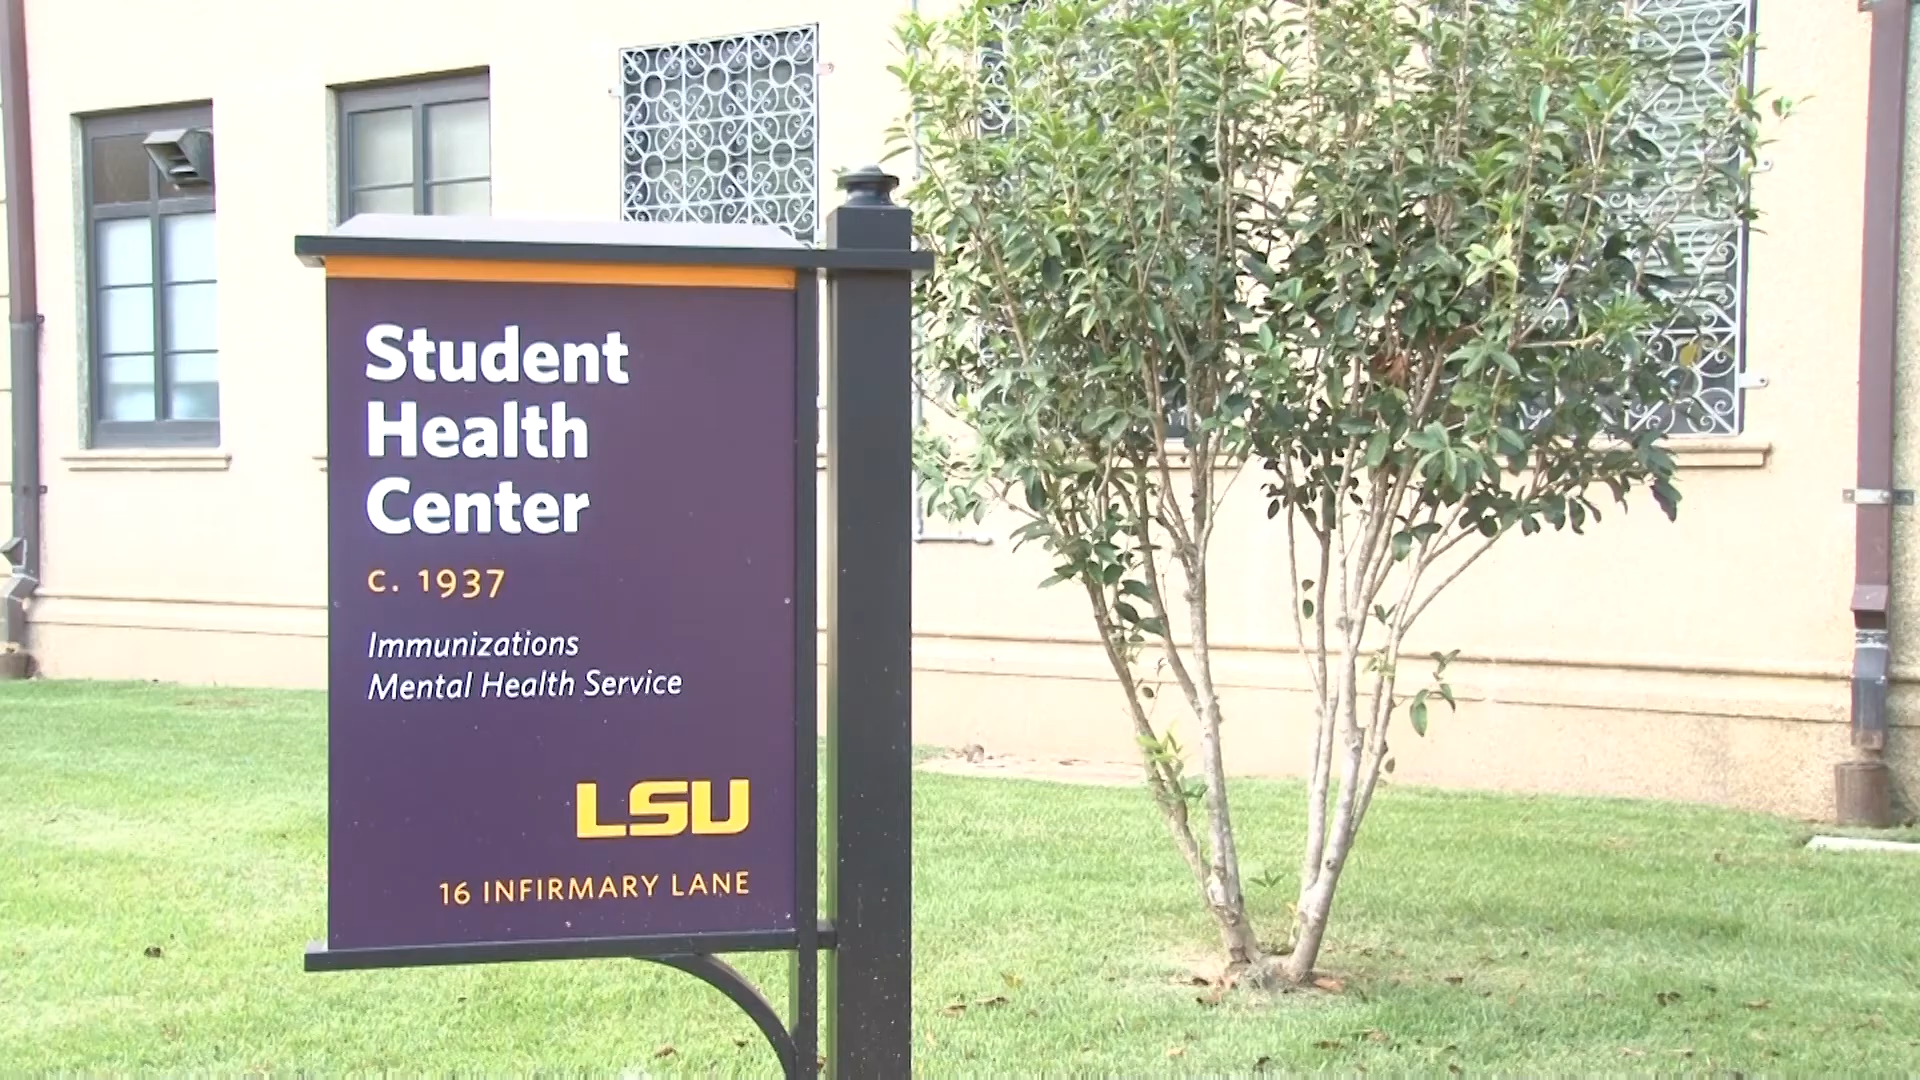 Student
Health
Center
c. 1937
Immunizations
Mental Health Service
LSU
16 INFIRMARY LANE